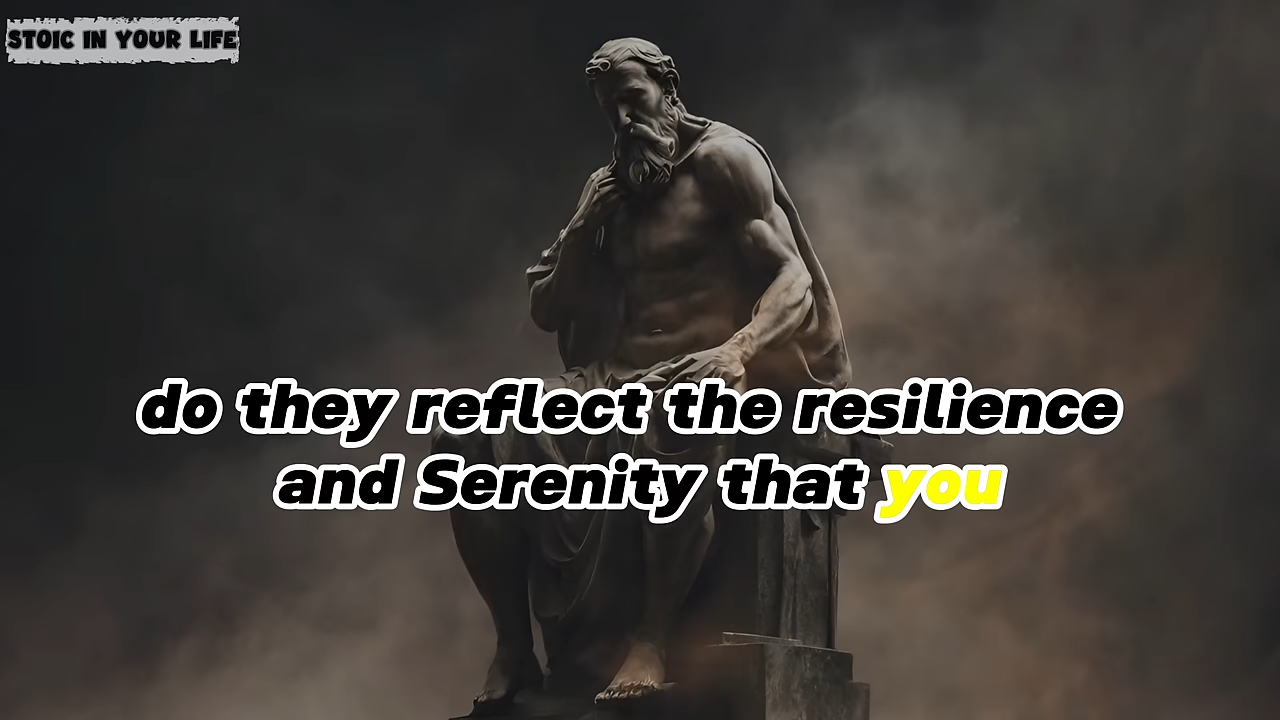 STOIC IN YOUR LIFE
do they reflect the resilience
and Serenity that you